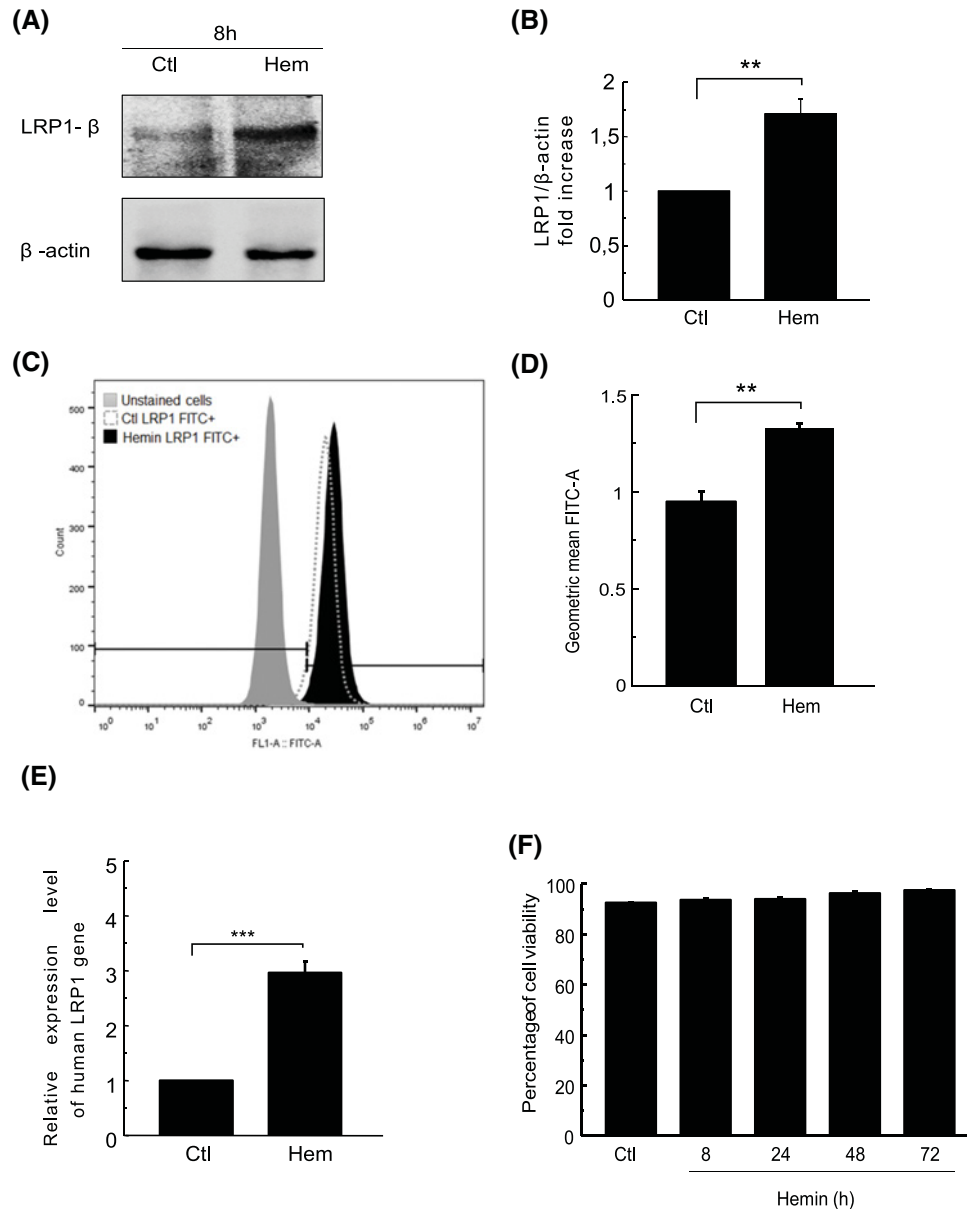 (A)
8h
Ctl Hem
LRP1- β
β -actin
(B)
**
LRP1/β-actin
fold increase
2
1,5
1
0,5
0
Ctl Hem
(C)
Unstained cells
Ctl LRP1 FITC+
Hemin LRP1 FITC+
Count
500
400
300
200
100
0
10^0 10^1 10^2 10^3 10^4 10^5 10^6 10^7
FL1-A :: FITC-A
(D)
**
Geometric mean FITC-A
1.5
1
0.5
0
Ctl Hem
(E)
***
Relative expression level
of human LRP1 gene
5
4
3
2
1
0
Ctl Hem
(F)
Percentage of cell viability
100
80
60
40
20
0
Ctl 8 24 48 72
Hemin (h)